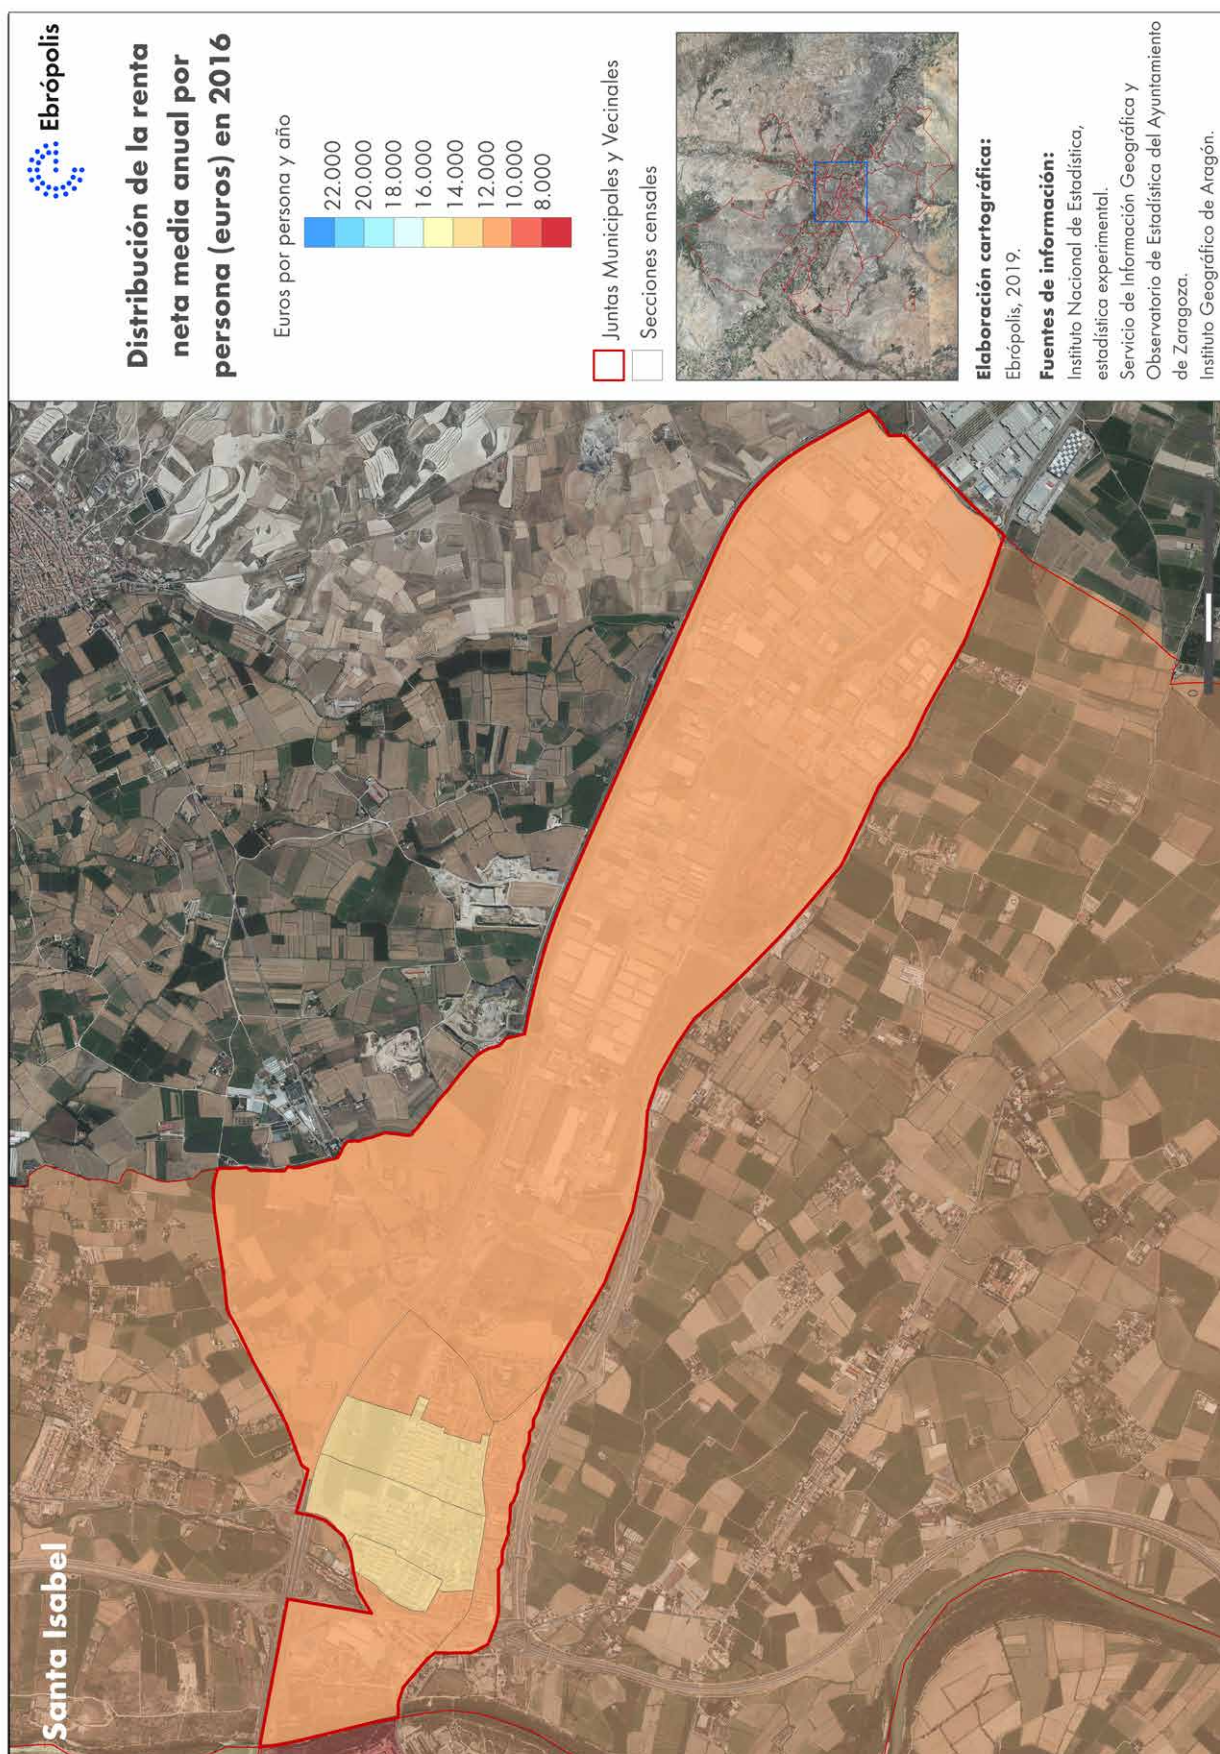 Santa Isabel
Ebrópolis
Distribución de la renta
neta media anual por
persona (euros) en 2016
Euros por persona y año
22.000
20.000
18.000
16.000
14.000
12.000
10.000
8.000
Juntas Municipales y Vecinales
Secciones censales
Elaboración cartográfica:
Ebrópolis, 2019.
Fuentes de información:
Instituto Nacional de Estadística,
estadística experimental.
Servicio de Información Geográfica y
Observatorio de Estadística del Ayuntamiento
de Zaragoza.
Instituto Geográfico de Aragón.
0